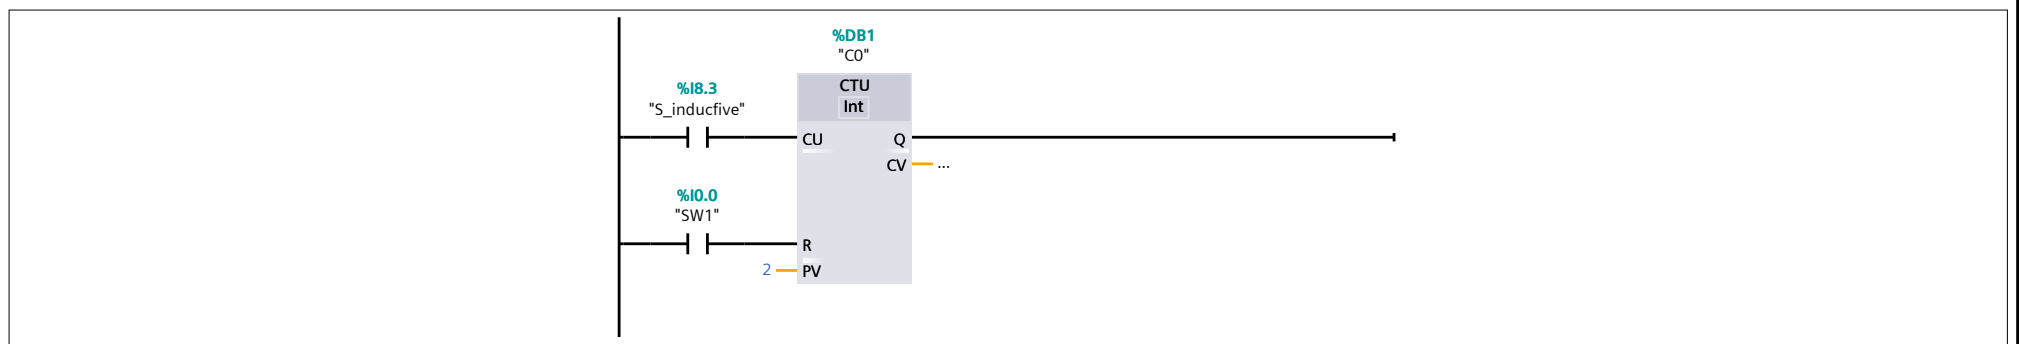 %DB1
"C0"
CTU
Int
%I8.3
"S_inducfive"
CU
Q
CV
...
%I0.0
"SW1"
R
2
PV